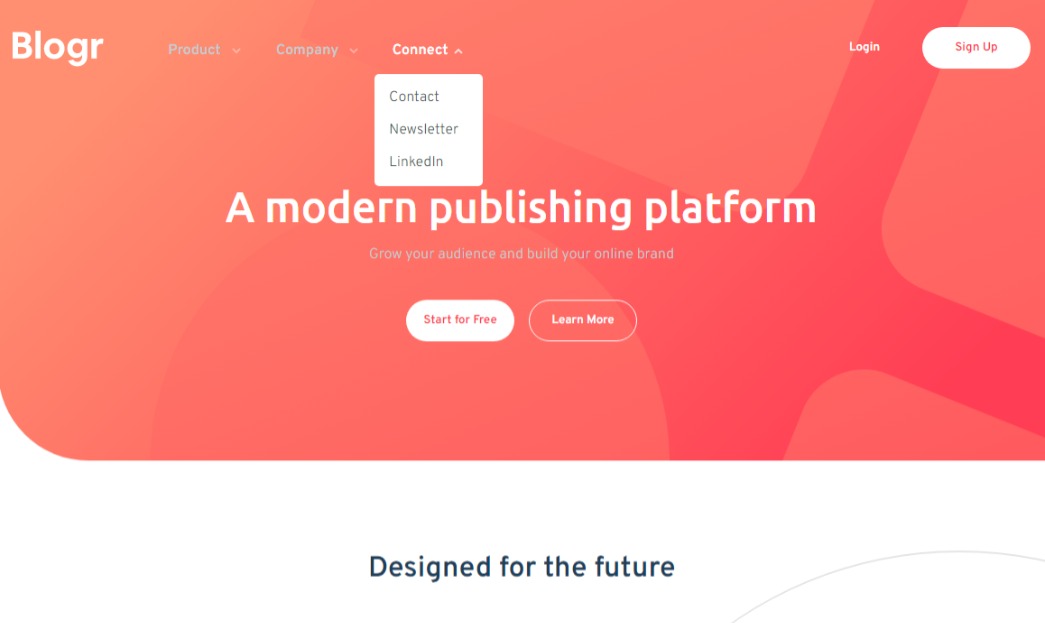 Blogr
Product
Company
Connect
Login
Sign Up
Contact
Newsletter
LinkedIn
A modern publishing platform
Grow your audience and build your online brand
Start for Free
Learn More
Designed for the future